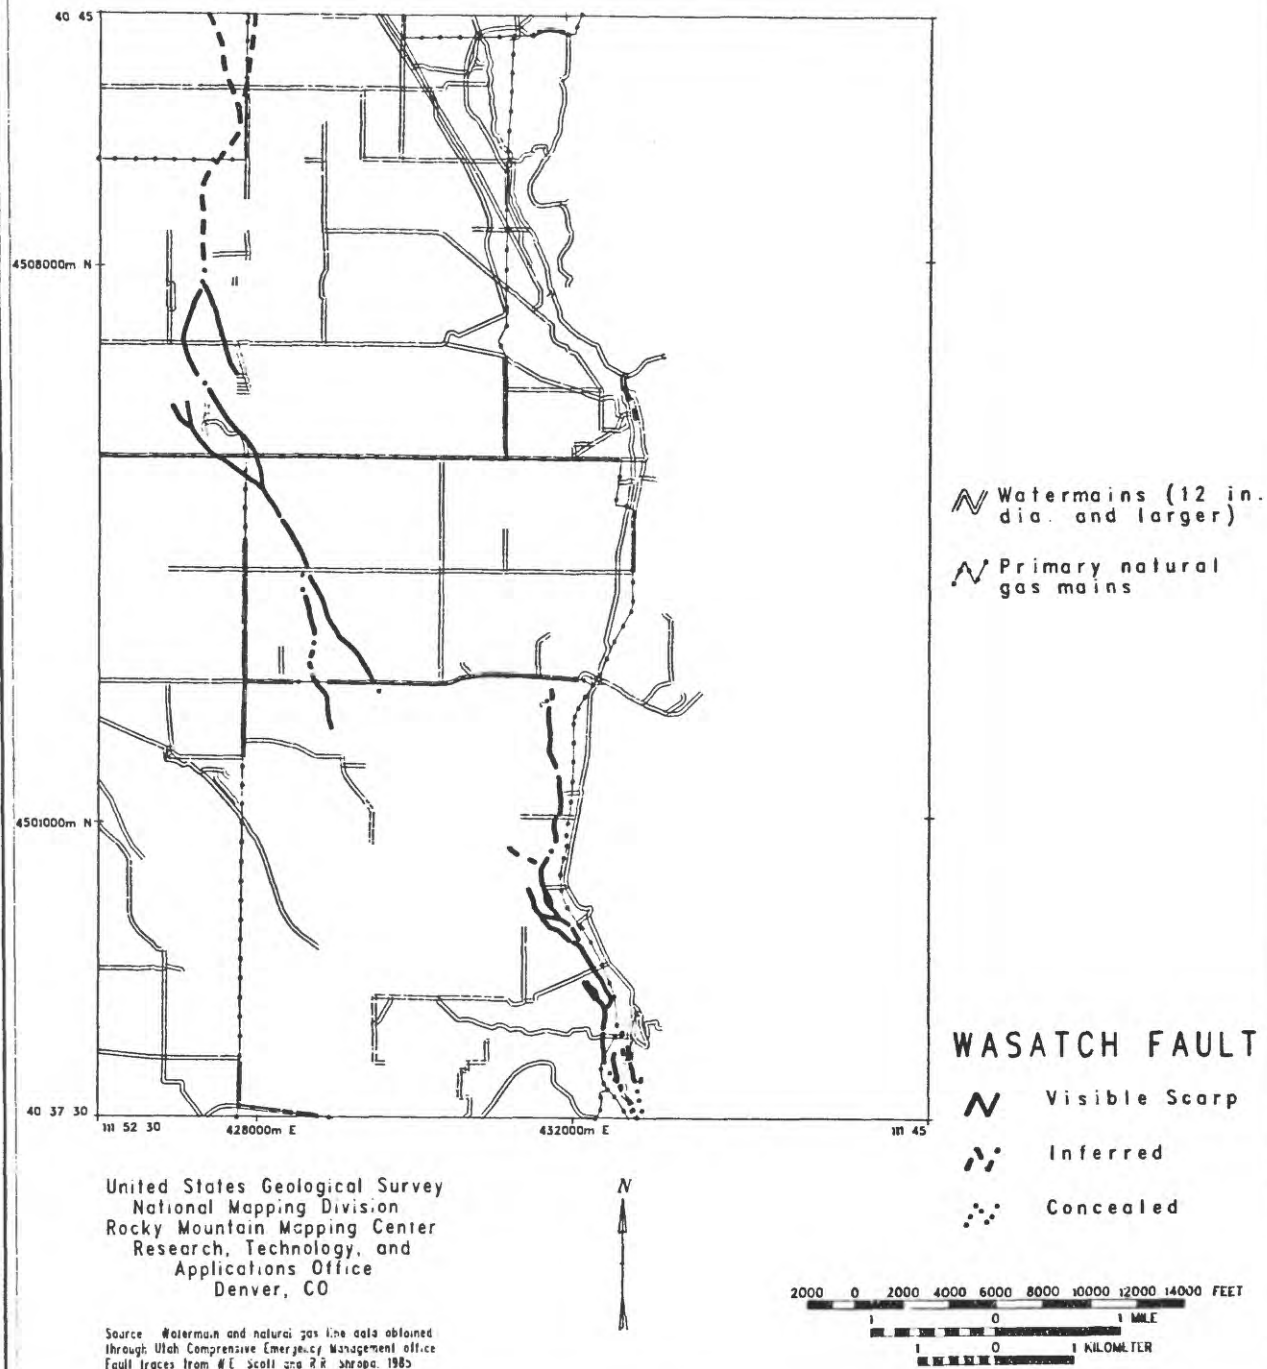 40 45
4508000m N
4501000m N
40 37 30
111 52 30
428000m E
432000m E
111 45
Watermains (12 in.
dia. and larger)
Primary natural
gas mains
WASATCH FAULT
Visible Scarp
Inferred
Concealed
United States Geological Survey
National Mapping Division
Rocky Mountain Mapping Center
Research, Technology, and
Applications Office
Denver, CO
N
2000 0 2000 4000 6000 8000 10000 12000 14000 FEET
1 0 1 MILE
1 0 1 KILOMETER
Source Watermain and natural gas line data obtained
through Utah Comprensive Emergency Management office
Fault traces from W.E. Scott and R.R. Shroba, 1985